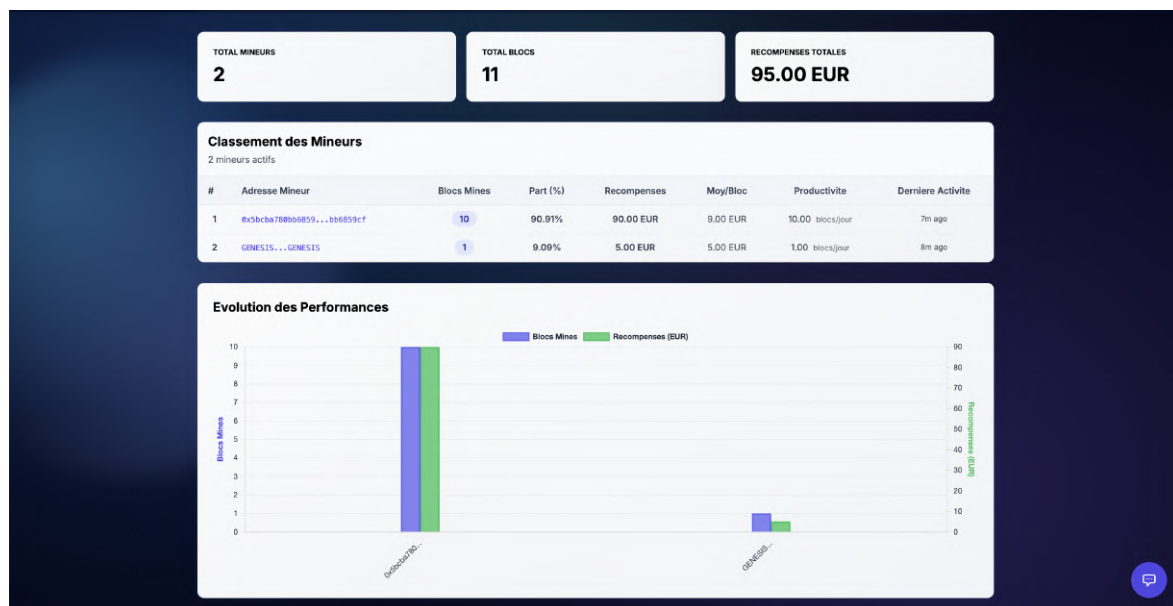 TOTAL MINEURS
2
TOTAL BLOCS
11
RECOMPENSES TOTALES
95.00 EUR
Classement des Mineurs
2 mineurs actifs
# Adresse Mineur Blocs Mines Part (%) Recompenses Moy/Bloc Productivite Derniere Activite
1 0x5bcba780bb6859...bb6859cf 10 90.91% 90.00 EUR 9.00 EUR 10.00 blocs/jour 7m ago
2 GENESIS...GENESIS 1 9.09% 5.00 EUR 5.00 EUR 1.00 blocs/jour 8m ago
Evolution des Performances
Blocs Mines Recompenses (EUR)
10
9
8
7
6
5
4
3
2
1
0
Blocs Mines
90
80
70
60
50
40
30
20
10
0
Recompenses (EUR)
0x5bcba780...
GENESIS...